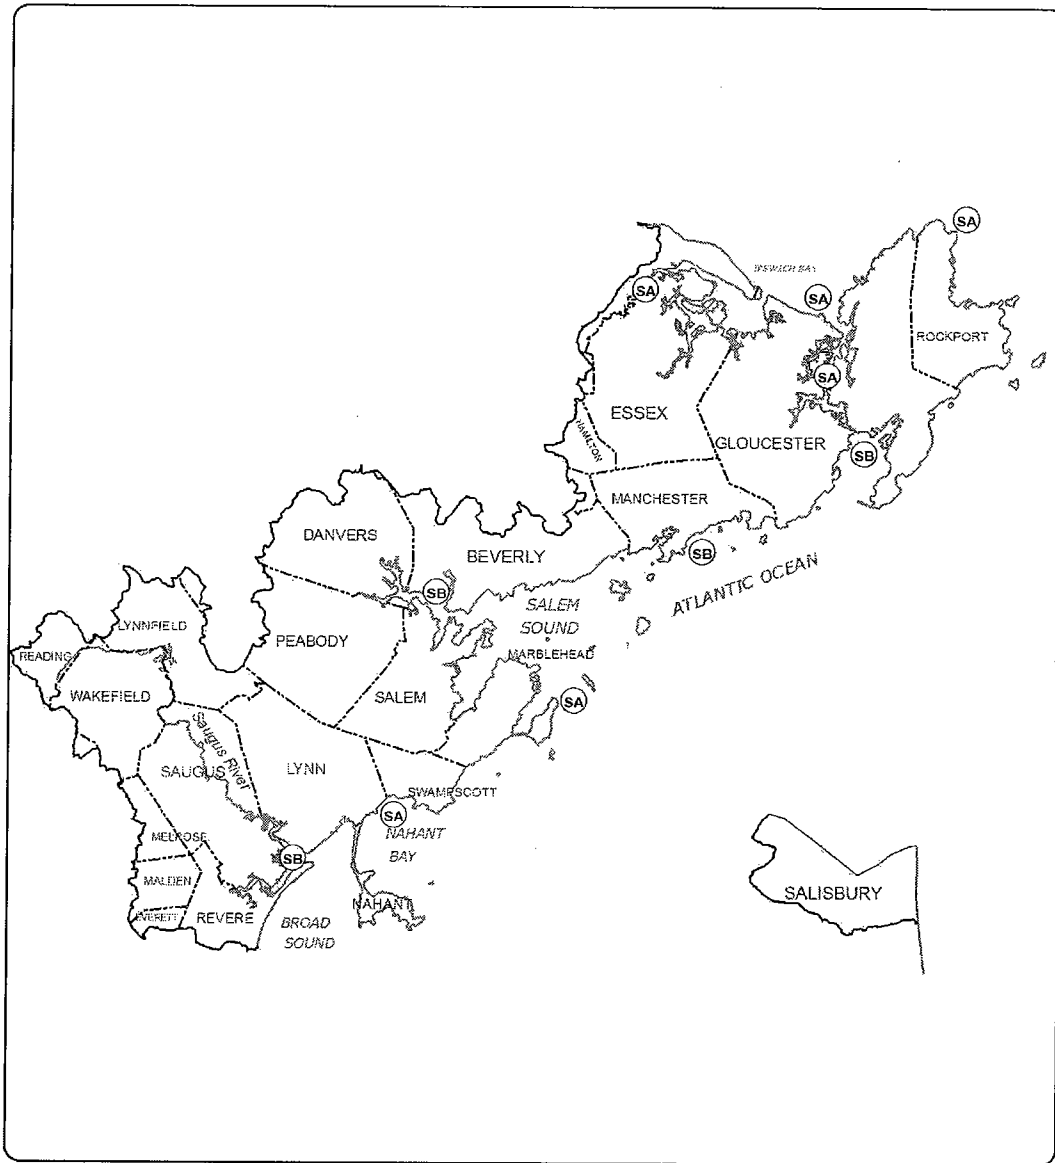 SA
IPSWICH BAY
SA
SA
ROCKPORT
SA
ESSEX
HAMILTON
GLOUCESTER
SB
MANCHESTER
DANVERS
BEVERLY
SB
ATLANTIC OCEAN
SB
SALEM
SOUND
LYNNFIELD
PEABODY
MARBLEHEAD
READING
WAKEFIELD
SALEM
SA
Saugus River
SAUGUS
LYNN
SWAMPSCOTT
SA
NAHANT
BAY
MELROSE
SB
MALDEN
SALISBURY
NAHANT
EVERETT
REVERE
BROAD
SOUND